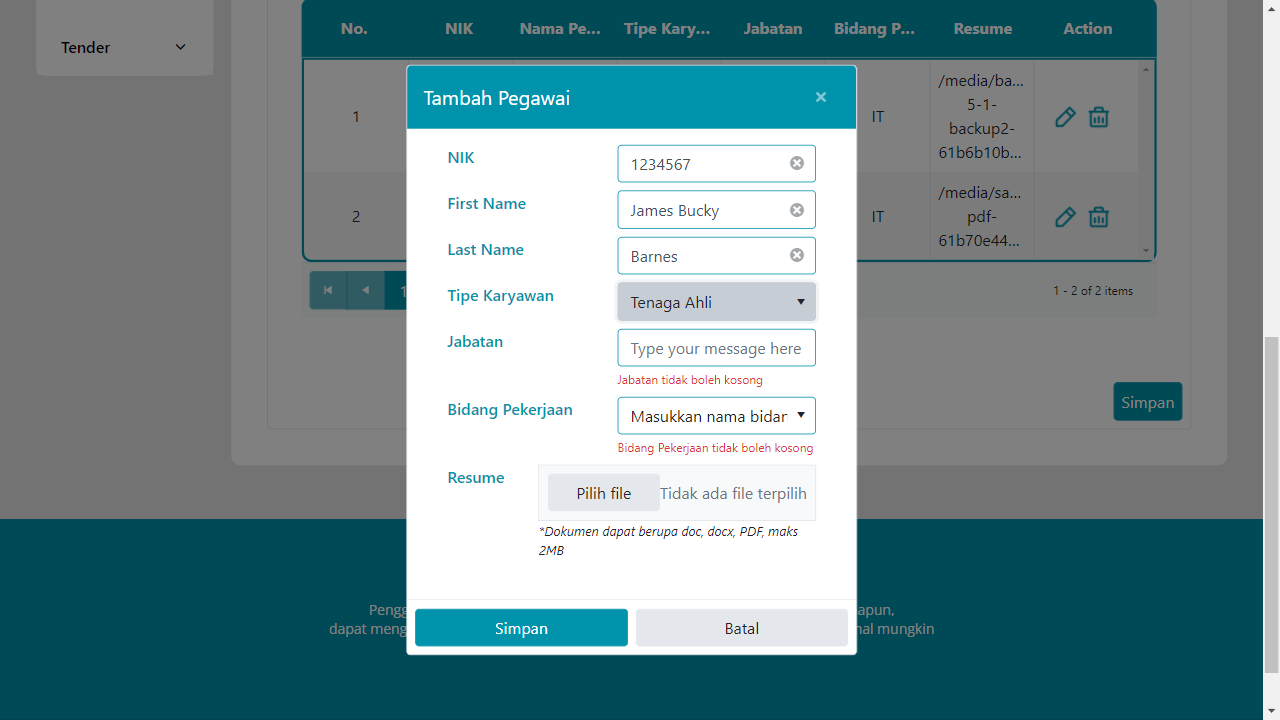 Tender
No. NIK Nama Pe... Tipe Kary... Jabatan Bidang P... Resume Action
1 IT /media/ba...
5-1-
backup2-
61b6b10b...
2 IT /media/sa...
pdf-
61b70e44...
1
1 - 2 of 2 items
Simpan
Tambah Pegawai
NIK
1234567
First Name
James Bucky
Last Name
Barnes
Tipe Karyawan
Tenaga Ahli
Jabatan
Type your message here
Jabatan tidak boleh kosong
Bidang Pekerjaan
Masukkan nama bidar
Bidang Pekerjaan tidak boleh kosong
Resume
Pilih file
Tidak ada file terpilih
*Dokumen dapat berupa doc, docx, PDF, maks
2MB
Simpan
Batal
Pengg apun,
dapat meng nal mungkin